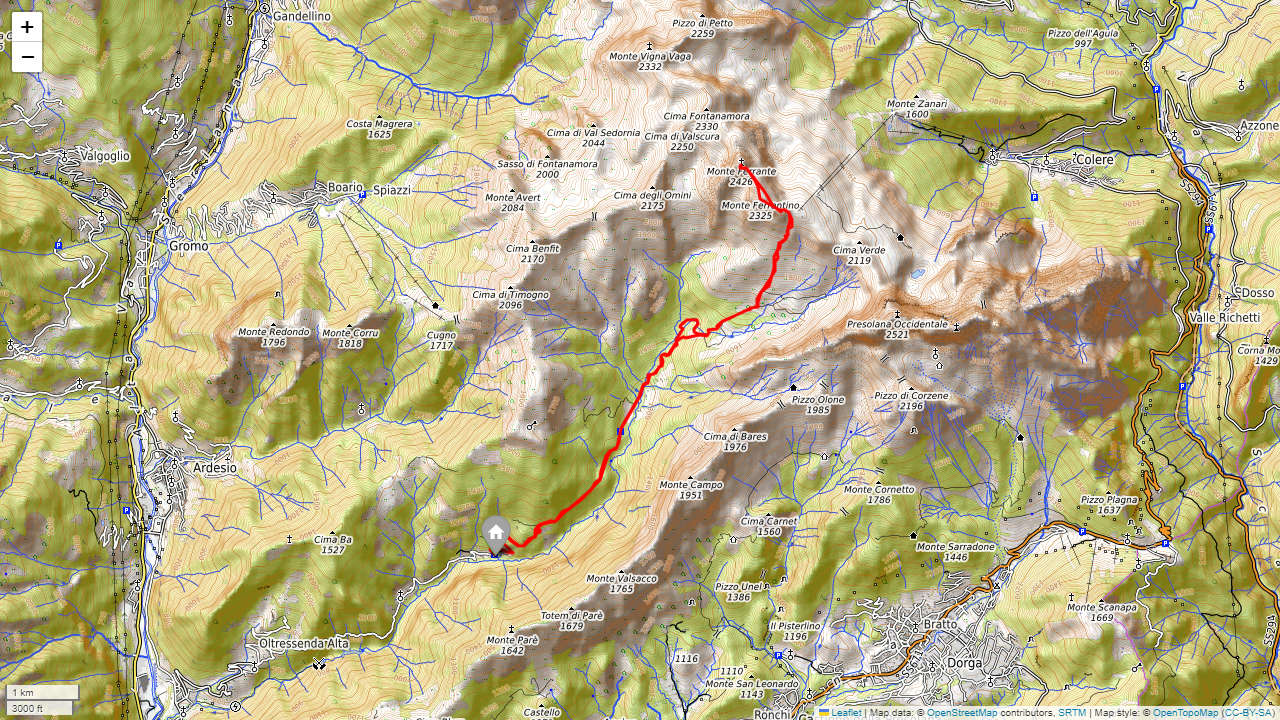 Gandellino
Pizzo di Petto
2259
Pizzo dell'Agula
997
Monte Vigna Vaga
2332
Monte Zanari
1600
Costa Magrera
1625
Cima Fontanamora
2330
Cima di Val Sedornia
2044
Cima di Valscura
2250
Azzone
Valgoglio
Colere
Sasso di Fontanamora
2000
Monte Ferrante
2426
Boario
Spiazzi
Monte Avert
2084
Cima degli Omini
2175
Monte Ferrantino
2325
SS294
Gromo
Cima Benfit
2170
Cima Verde
2119
Cima di Timogno
2096
Dosso
Valle Richetti
Monte Redondo
1796
Monte Corru
1818
Cugno
1717
Presolana Occidentale
2521
Corna Mo
1429
Pizzo Olone
1985
Pizzo di Corzene
2196
Cima di Bares
1976
Ardesio
Monte Campo
1951
Monte Cornetto
1786
Pizzo Plagna
1637
Cima Carnet
1560
Cima Ba
1527
Monte Sarradone
1446
Monte Valsacco
1765
Pizzo Unel
1386
Monte Scanapa
1669
Totem di Parè
1679
Il Pisterlino
1196
Bratto
Oltressenda Alta
Monte Parè
1642
1116
Dorga
SS294
1110
Monte San Leonardo
1143
Castello
Ronchi
+
−
1 km
3000 ft
Leaflet | Map data: © OpenStreetMap contributors, SRTM | Map style: © OpenTopoMap (CC-BY-SA)